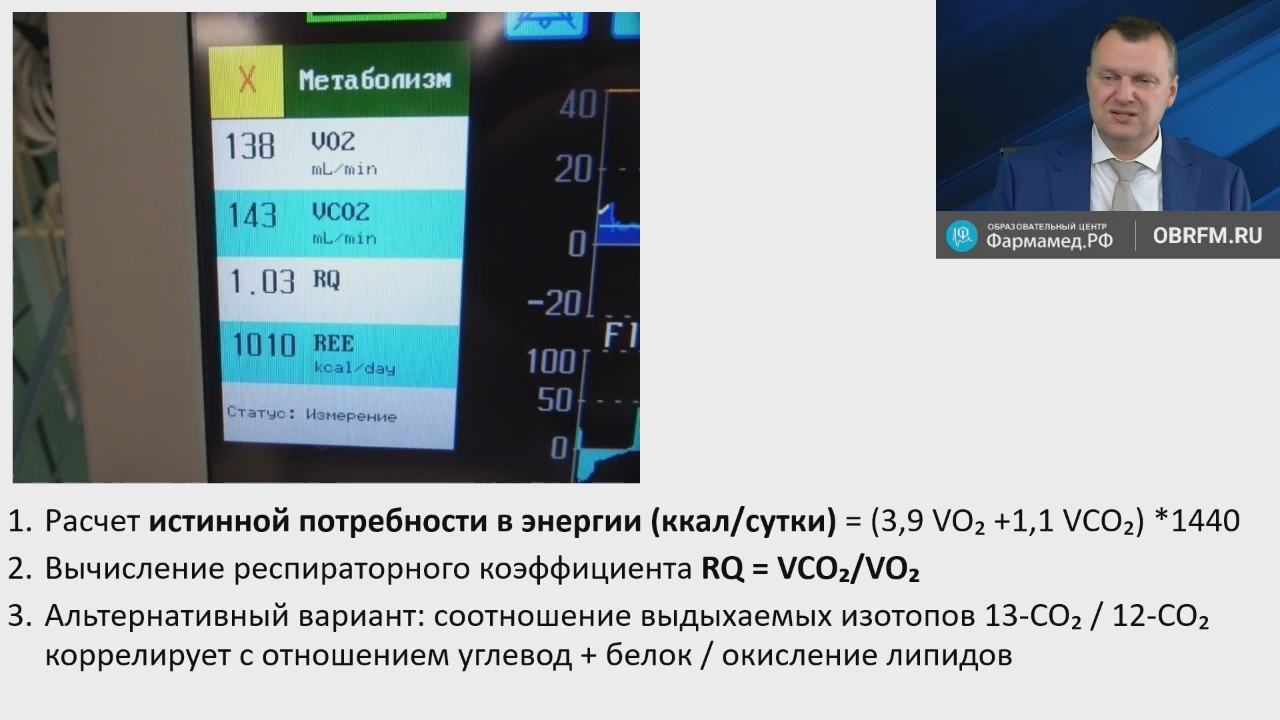 X Метаболизм
138 VO2
mL/min
143 VCO2
mL/min
1.03 RQ
1010 REE
kcal/day
Статус: Измерение
40
20
0
-20
100
50
0
ОБРАЗОВАТЕЛЬНЫЙ ЦЕНТР
Фармамед.РФ
OBRFM.RU
1. Расчет истинной потребности в энергии (ккал/сутки) = (3,9 VO₂ +1,1 VCO₂) *1440
2. Вычисление респираторного коэффициента RQ = VCO₂/VO₂
3. Альтернативный вариант: соотношение выдыхаемых изотопов 13-CO₂ / 12-CO₂
коррелирует с отношением углевод + белок / окисление липидов